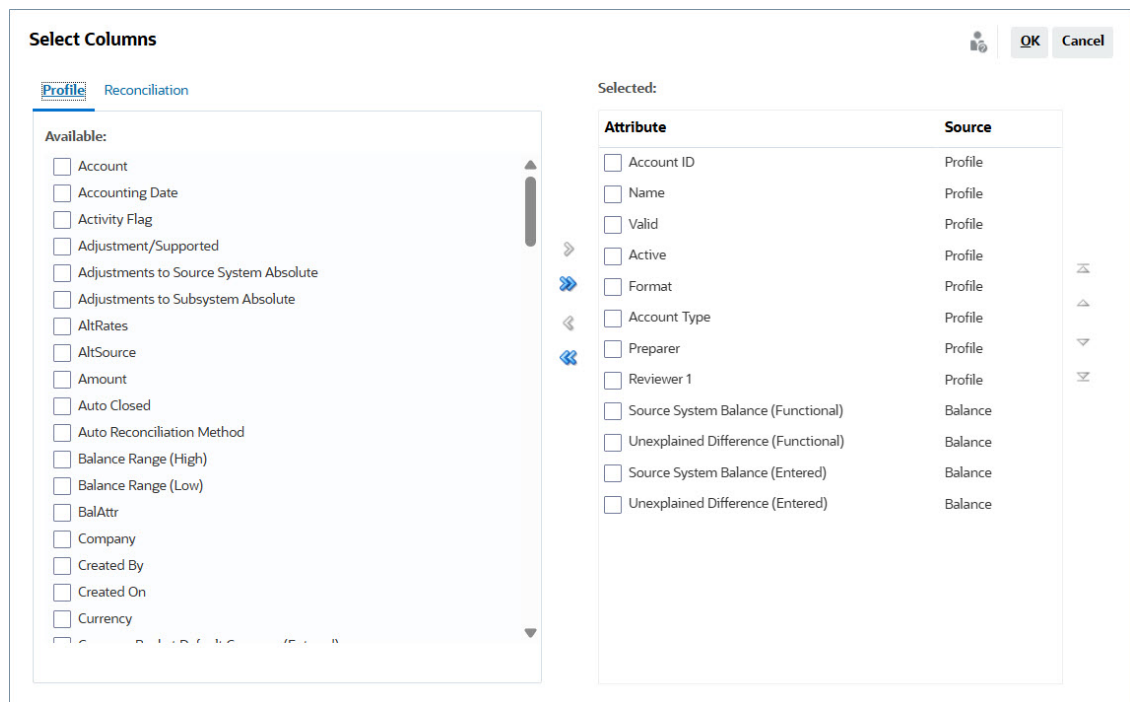 Select Columns
OK Cancel
Profile Reconciliation
Available:
Account
Accounting Date
Activity Flag
Adjustment/Supported
Adjustments to Source System Absolute
Adjustments to Subsystem Absolute
AltRates
AltSource
Amount
Auto Closed
Auto Reconciliation Method
Balance Range (High)
Balance Range (Low)
BalAttr
Company
Created By
Created On
Currency
Selected:
Attribute Source
Account ID Profile
Name Profile
Valid Profile
Active Profile
Format Profile
Account Type Profile
Preparer Profile
Reviewer 1 Profile
Source System Balance (Functional) Balance
Unexplained Difference (Functional) Balance
Source System Balance (Entered) Balance
Unexplained Difference (Entered) Balance